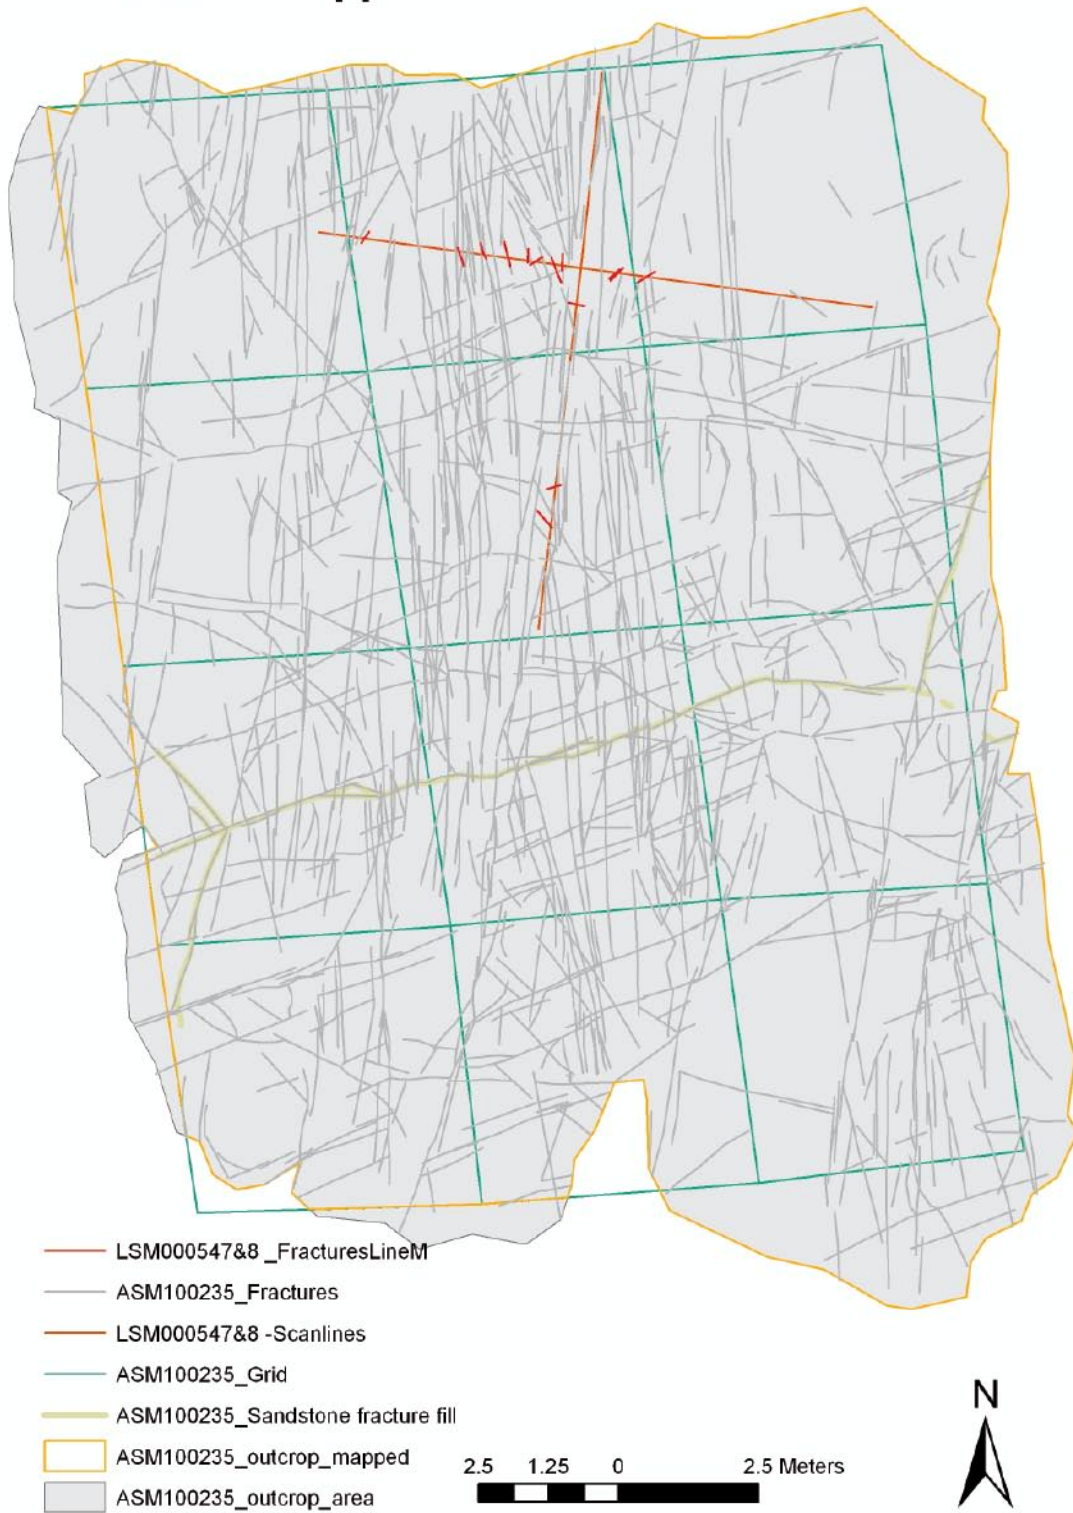 LSM000547&8 _FracturesLineM
ASM100235_Fractures
LSM000547&8 -Scanlines
ASM100235_Grid
ASM100235_Sandstone fracture fill
ASM100235_outcrop_mapped
ASM100235_outcrop_area
2.5 1.25 0 2.5 Meters
N